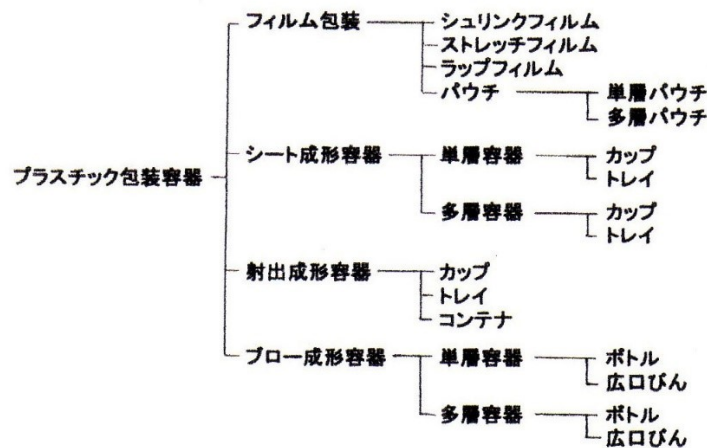 フィルム包装 シュリンクフィルム
ストレッチフィルム
ラップフィルム
パウチ 単層パウチ
多層パウチ
シート成形容器 単層容器 カップ
トレイ
プラスチック包装容器
多層容器 カップ
トレイ
射出成形容器 カップ
トレイ
コンテナ
ブロー成形容器 単層容器 ボトル
広口びん
多層容器 ボトル
広口びん